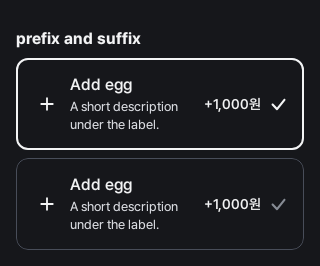 prefix and suffix
Add egg
A short description
under the label.
+1,000원
Add egg
A short description
under the label.
+1,000원